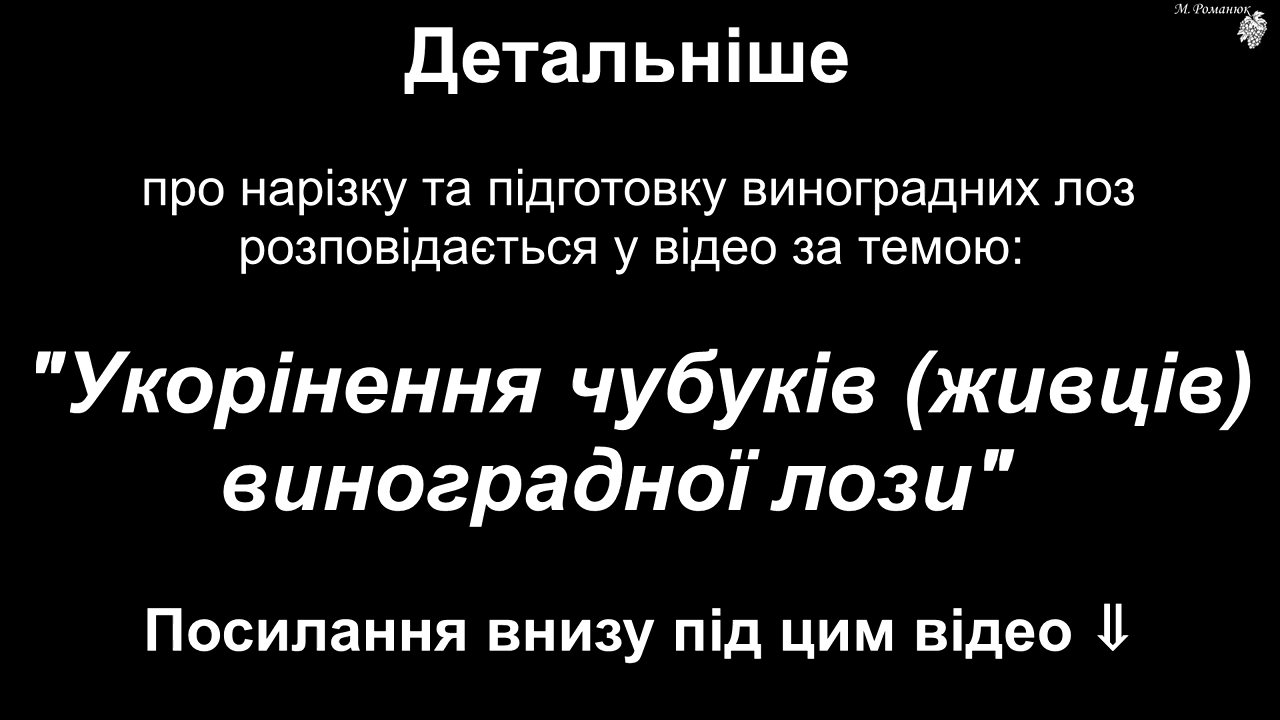 М. Романюк
Детальніше
про нарізку та підготовку виноградних лоз
розповідається у відео за темою:
"Укорінення чубуків (живців)
виноградної лози"
Посилання внизу під цим відео ⇓